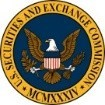 U.S. SECURITIES AND EXCHANGE COMMISSION
MCMXXXIV